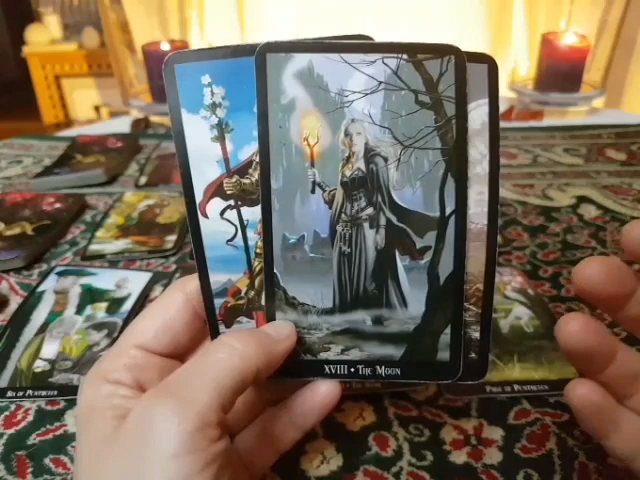 XVIII • The Moon
Six of Pentacles
Page of Pentacles